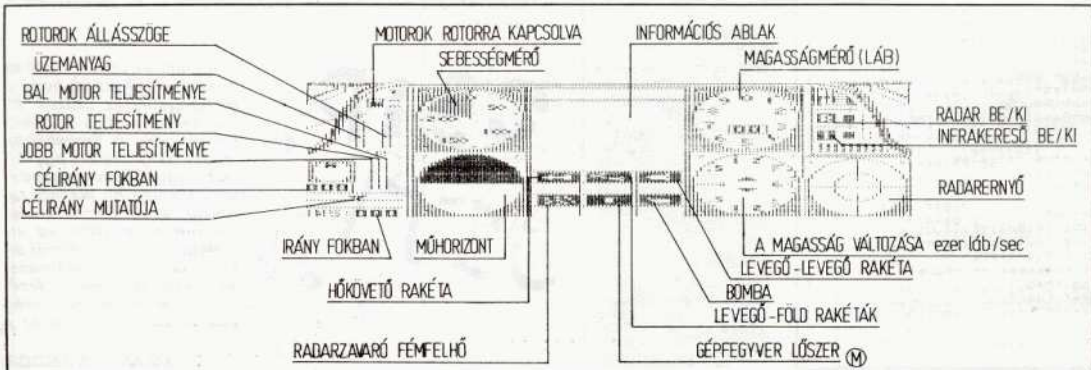 ROTOROK ÁLLÁSSZÖGE
ÜZEMANYAG
BAL MOTOR TELJESÍTMÉNYE
ROTOR TELJESÍTMÉNY
JOBB MOTOR TELJESÍTMÉNYE
CÉLIRÁNY FOKBAN
CÉLIRÁNY MUTATÓJA
MOTOROK ROTORRA KAPCSOLVA
SEBESSÉGMÉRŐ
INFORMÁCIÓS ABLAK
MAGASSÁGMÉRŐ (LÁB)
RADAR BE/KI
INFRAKERESŐ BE/KI
RADARERNYŐ
IRÁNY FOKBAN
MŰHORIZONT
A MAGASSÁG VÁLTOZÁSA ezer láb/sec
HŐKÖVETŐ RAKÉTA
LEVEGŐ-LEVEGŐ RAKÉTA
BOMBA
LEVEGŐ-FÖLD RAKÉTÁK
RADARZAVARÓ FÉMFELHŐ
GÉPFEGYVER LŐSZER Ⓜ